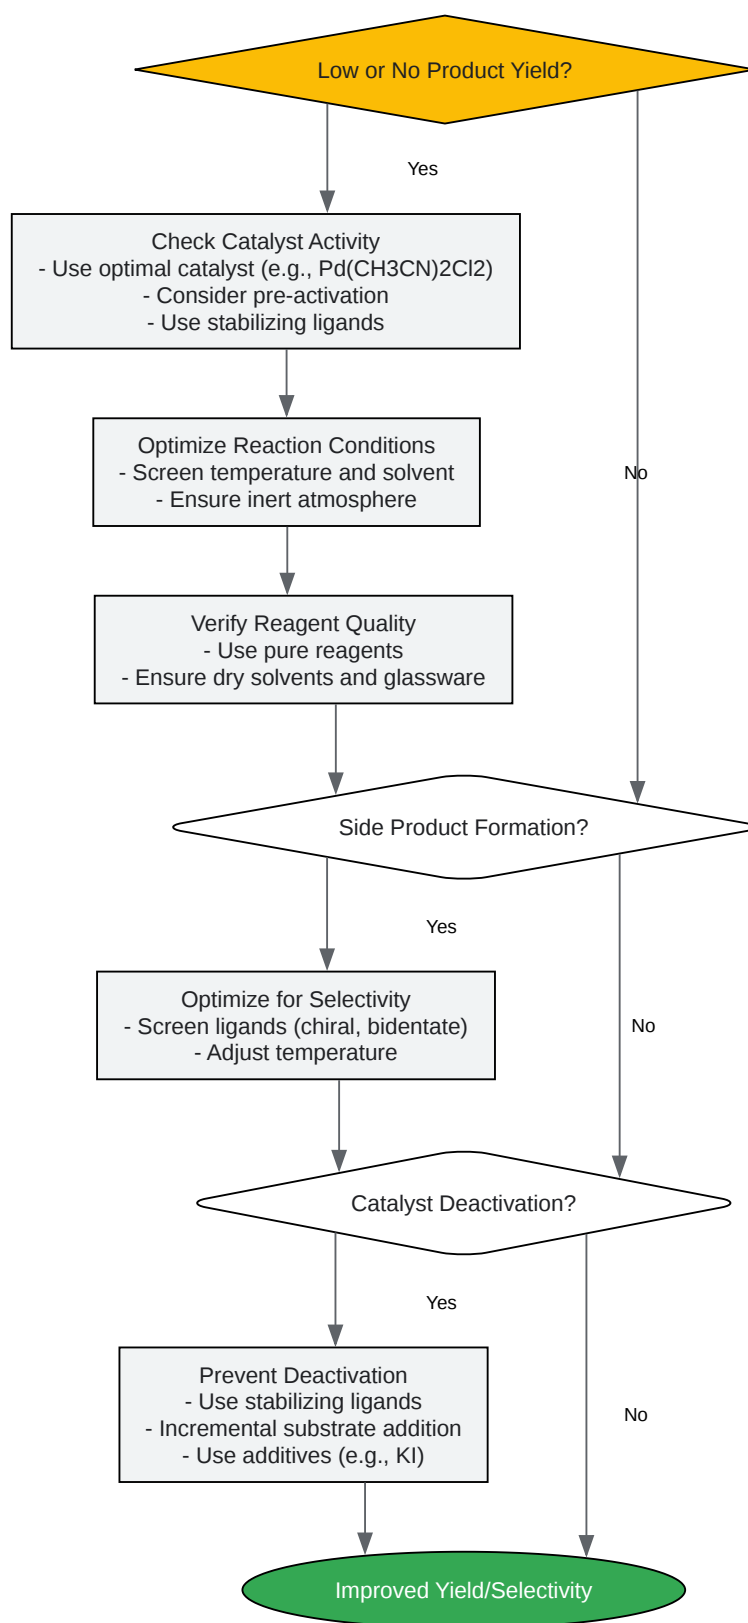 Low or No Product Yield?
Yes
Check Catalyst Activity
- Use optimal catalyst (e.g., Pd(CH3CN)2Cl2)
- Consider pre-activation
- Use stabilizing ligands
Optimize Reaction Conditions
- Screen temperature and solvent
- Ensure inert atmosphere
No
Verify Reagent Quality
- Use pure reagents
- Ensure dry solvents and glassware
Side Product Formation?
Yes
Optimize for Selectivity
- Screen ligands (chiral, bidentate)
- Adjust temperature
No
Catalyst Deactivation?
Yes
Prevent Deactivation
- Use stabilizing ligands
- Incremental substrate addition
- Use additives (e.g., KI)
No
Improved Yield/Selectivity